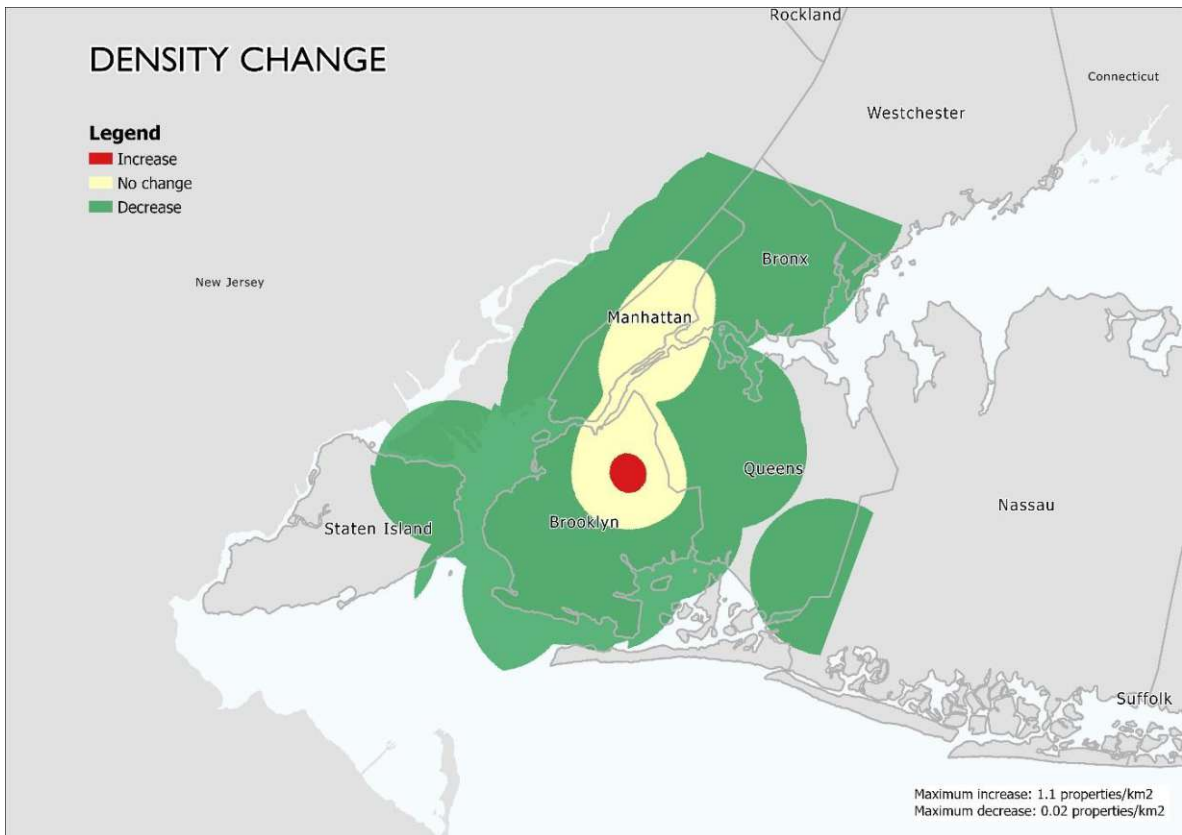 DENSITY CHANGE
Legend
Increase
No change
Decrease
Rockland
Connecticut
Westchester
Bronx
New Jersey
Manhattan
Queens
Nassau
Brooklyn
Staten Island
Suffolk
Maximum increase: 1.1 properties/km2
Maximum decrease: 0.02 properties/km2